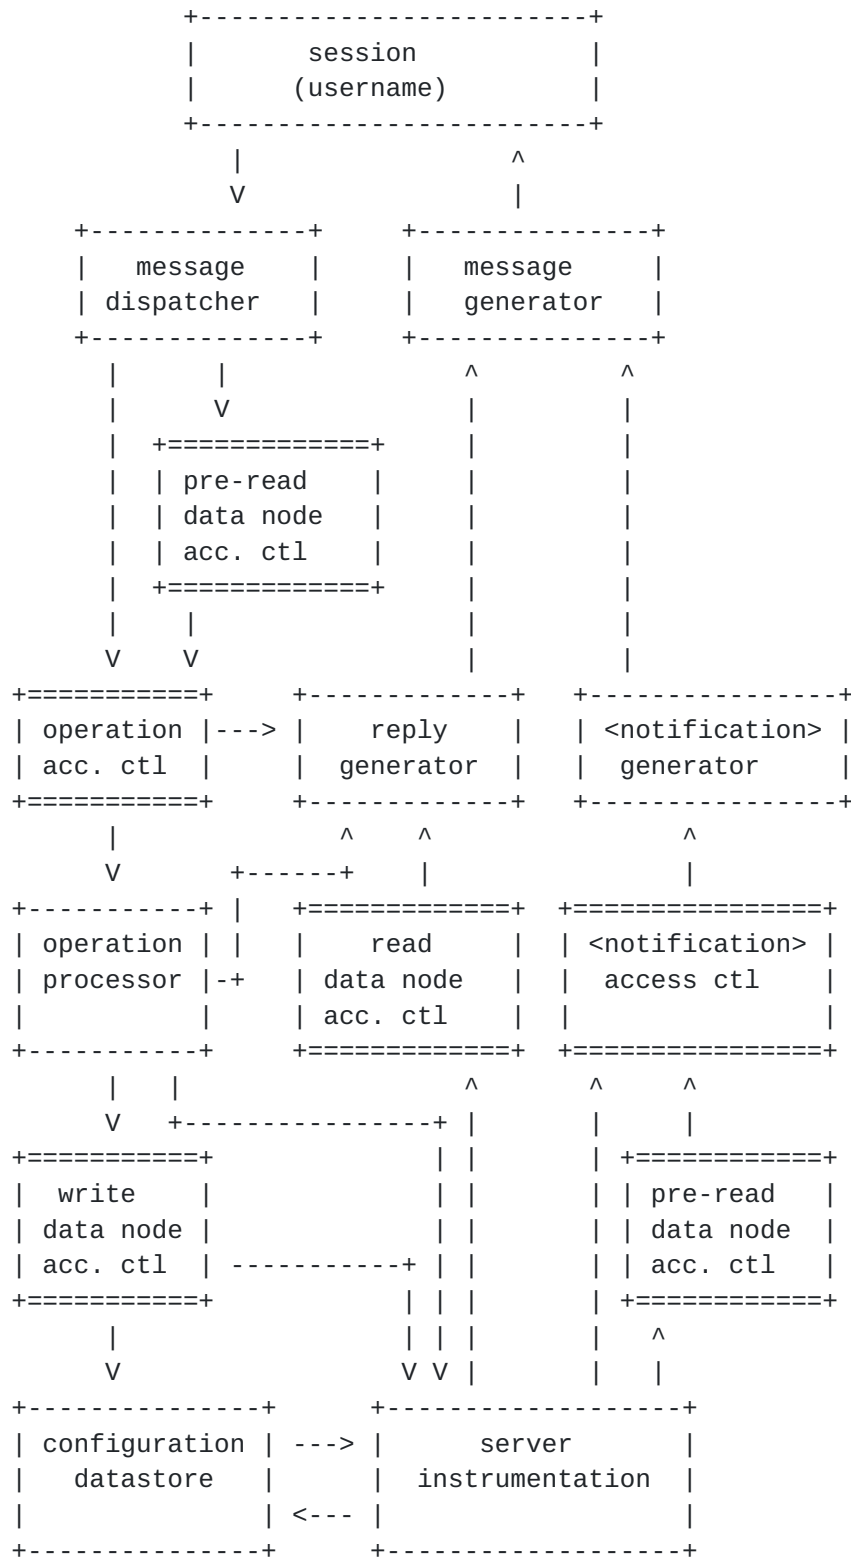 session
(username)
message
dispatcher
message
generator
pre-read
data node
acc. ctl
operation
acc. ctl
reply
generator
<notification>
generator
operation
processor
read
data node
acc. ctl
<notification>
access ctl
write
data node
acc. ctl
pre-read
data node
acc. ctl
configuration
datastore
server
instrumentation